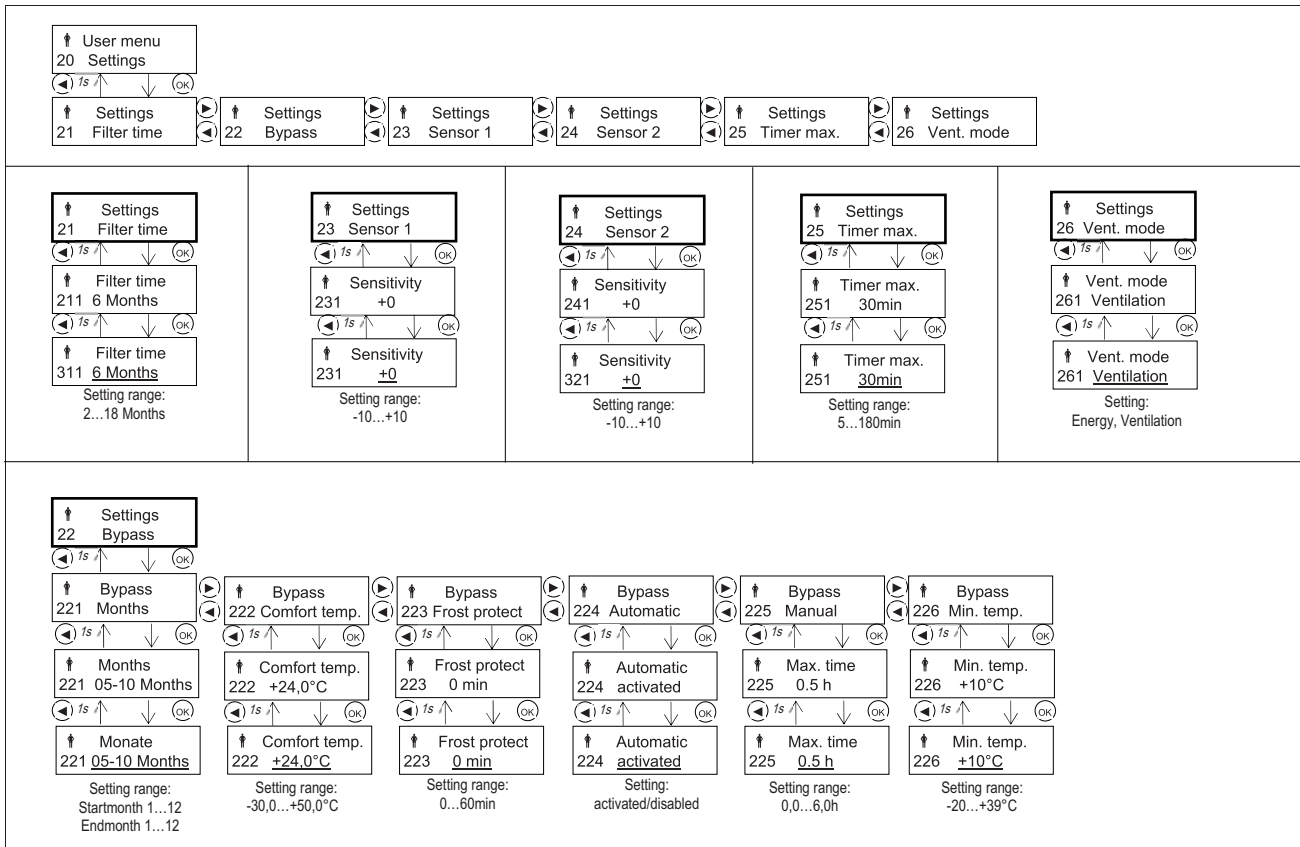 User menu
20 Settings
1s OK
Settings
21 Filter time
Settings
22 Bypass
Settings
23 Sensor 1
Settings
24 Sensor 2
Settings
25 Timer max.
Settings
26 Vent. mode
Settings
21 Filter time
1s OK
Filter time
211 6 Months
1s OK
Filter time
311 6 Months
Setting range:
2...18 Months
Settings
23 Sensor 1
1s OK
Sensitivity
231 +0
1s OK
Sensitivity
231 +0
Setting range:
-10...+10
Settings
24 Sensor 2
1s OK
Sensitivity
241 +0
1s OK
Sensitivity
321 +0
Setting range:
-10...+10
Settings
25 Timer max.
1s OK
Timer max.
251 30min
1s OK
Timer max.
251 30min
Setting range:
5...180min
Settings
26 Vent. mode
1s OK
Vent. mode
261 Ventilation
1s OK
Vent. mode
261 Ventilation
Setting:
Energy, Ventilation
Settings
22 Bypass
1s OK
Bypass
221 Months
1s OK
Months
221 05-10 Months
1s OK
Monate
221 05-10 Months
Setting range:
Startmonth 1...12
Endmonth 1...12
Bypass
222 Comfort temp.
1s OK
Comfort temp.
222 +24,0°C
1s OK
Comfort temp.
222 +24,0°C
Setting range:
-30,0...+50,0°C
Bypass
223 Frost protect
1s OK
Frost protect
223 0 min
1s OK
Frost protect
223 0 min
Setting range:
0...60min
Bypass
224 Automatic
1s OK
Automatic
224 activated
1s OK
Automatic
224 activated
Setting:
activated/disabled
Bypass
225 Manual
1s OK
Max. time
225 0.5 h
1s OK
Max. time
225 0.5 h
Setting range:
0,0...6,0h
Bypass
226 Min. temp.
1s OK
Min. temp.
226 +10°C
1s OK
Min. temp.
226 +10°C
Setting range:
-20...+39°C